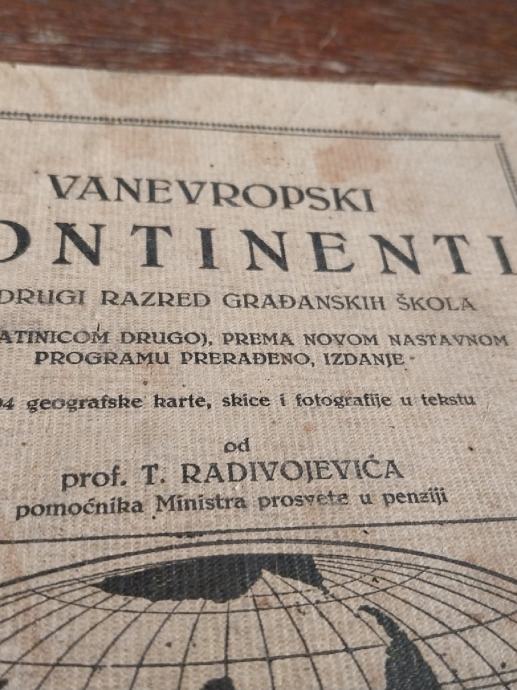 VANEVROPSKI
ONTINENTI
DRUGI RAZRED GRAĐANSKIH ŠKOLA
ATINICOM DRUGO), PREMA NOVOM NASTAVNOM
PROGRAMU PRERAĐENO, IZDANJE
04 geografske karte, skice i fotografije u tekstu
od
prof. T. RADIVOJEVIĆA
pomoćnika Ministra prosvete u penziji